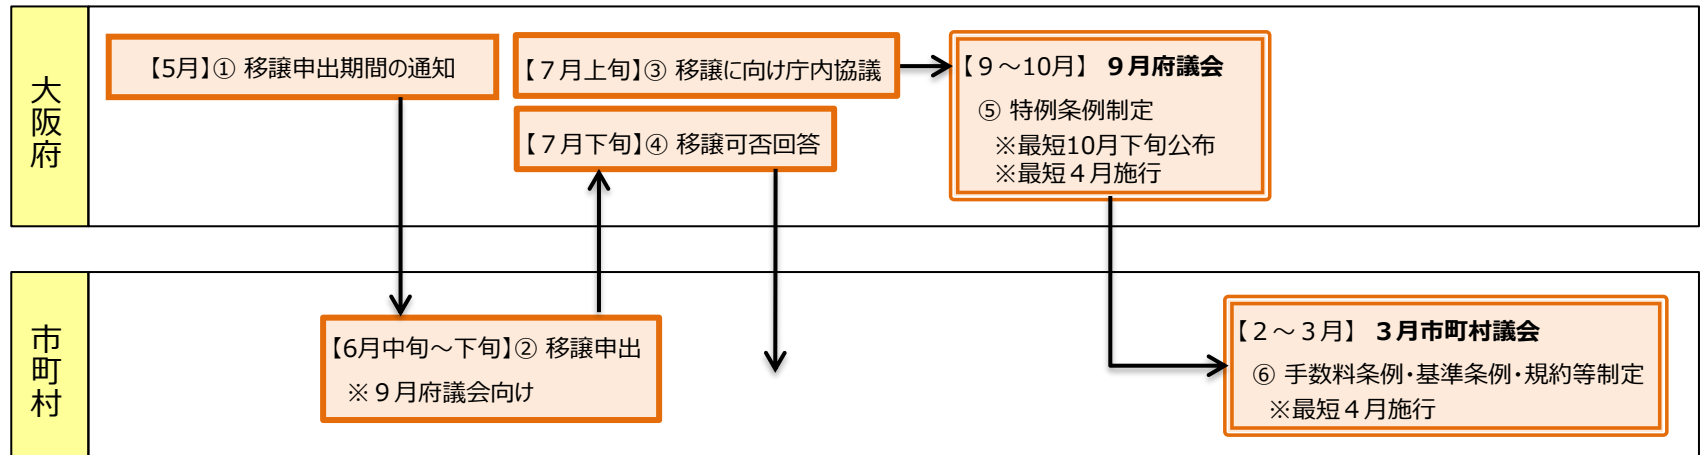 大阪府
【5月】① 移譲申出期間の通知
【７月上旬】③ 移譲に向け庁内協議
【７月下旬】④ 移譲可否回答
【９～10月】 ９月府議会
⑤ 特例条例制定
※最短10月下旬公布
※最短４月施行
市町村
【6月中旬～下旬】② 移譲申出
※９月府議会向け
【２～３月】 ３月市町村議会
⑥ 手数料条例・基準条例・規約等制定
※最短４月施行